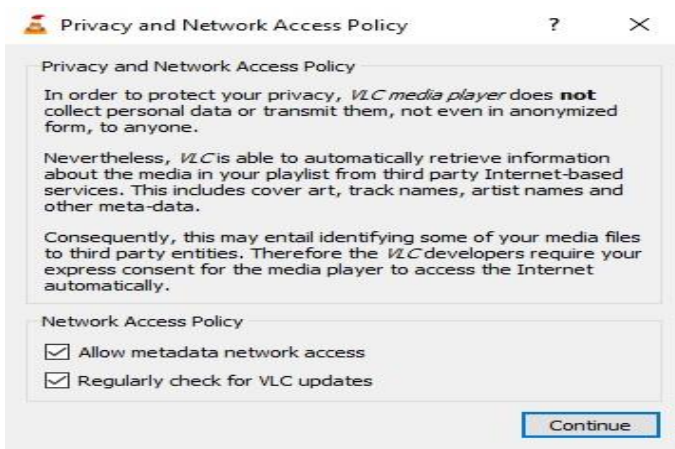 Privacy and Network Access Policy ?
Privacy and Network Access Policy
In order to protect your privacy, VLC media player does not
collect personal data or transmit them, not even in anonymized
form, to anyone.
Nevertheless, VLC is able to automatically retrieve information
about the media in your playlist from third party Internet-based
services. This includes cover art, track names, artist names and
other meta-data.
Consequently, this may entail identifying some of your media files
to third party entities. Therefore the VLC developers require your
express consent for the media player to access the Internet
automatically.
Network Access Policy
Allow metadata network access
Regularly check for VLC updates
Continue